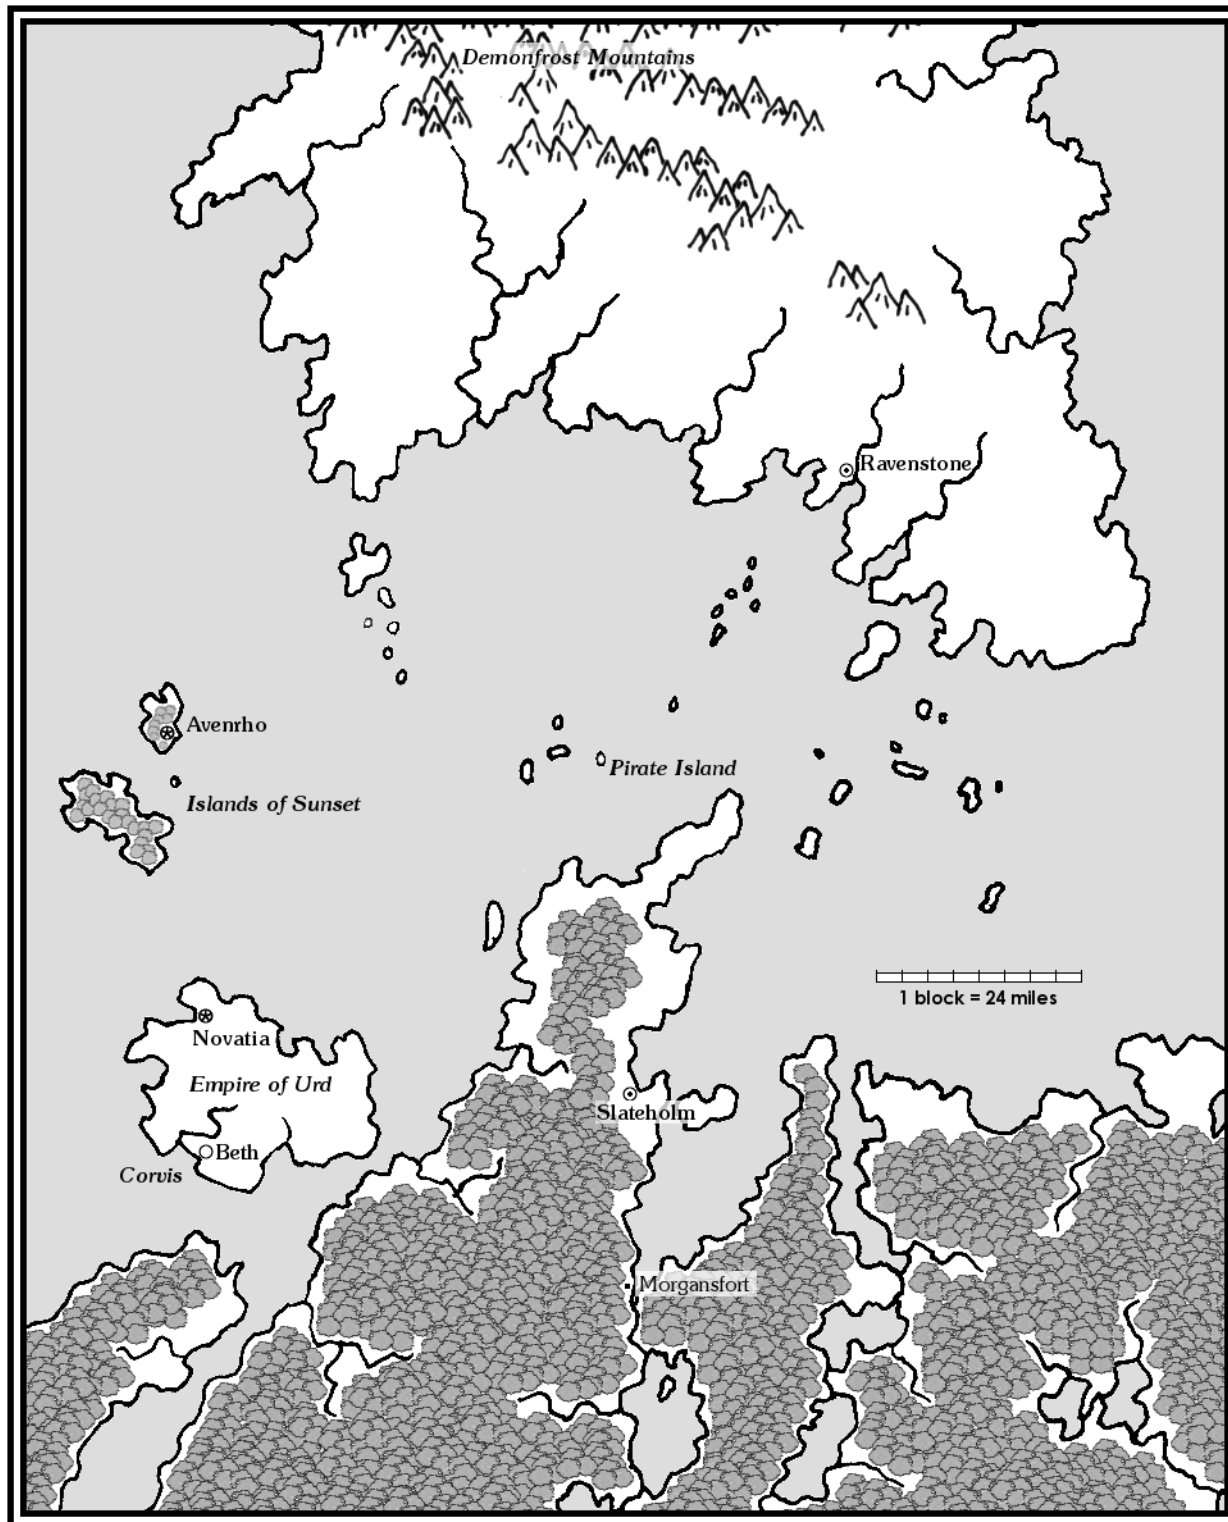 Demonfrost Mountains
Ravenstone
Avenrho
Pirate Island
Islands of Sunset
1 block = 24 miles
Novatia
Empire of Urd
Slateholm
Beth
Corvis
Morgansfort